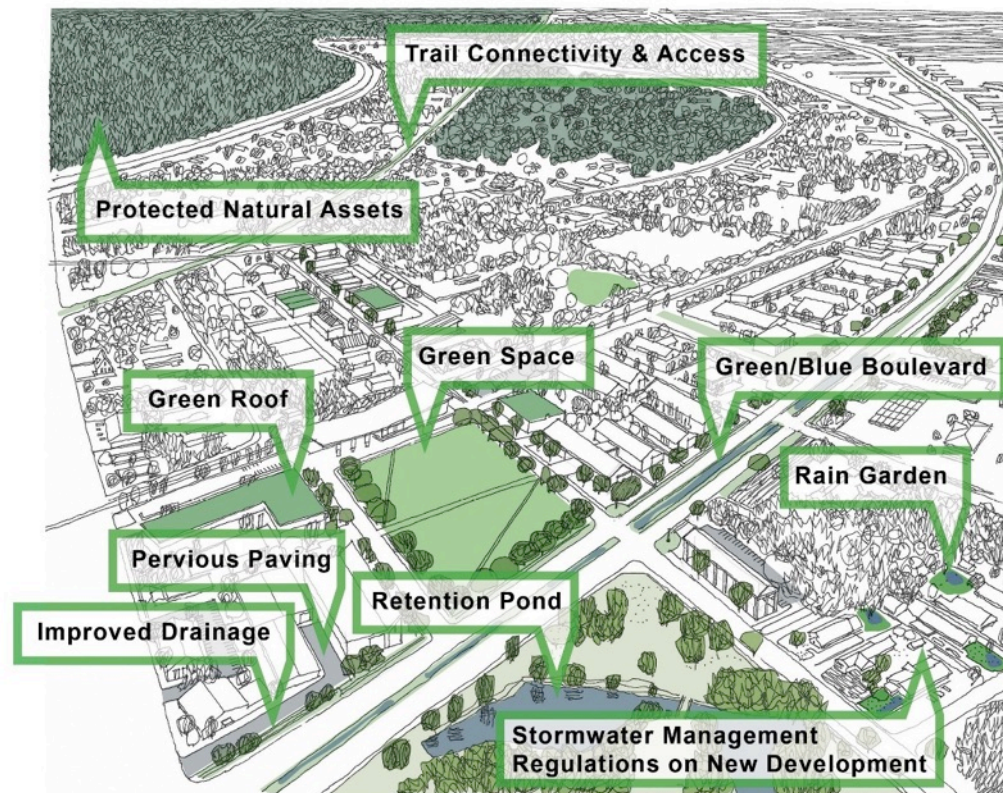 Trail Connectivity & Access
Protected Natural Assets
Green Space
Green/Blue Boulevard
Green Roof
Rain Garden
Pervious Paving
Retention Pond
Improved Drainage
Stormwater Management
Regulations on New Development